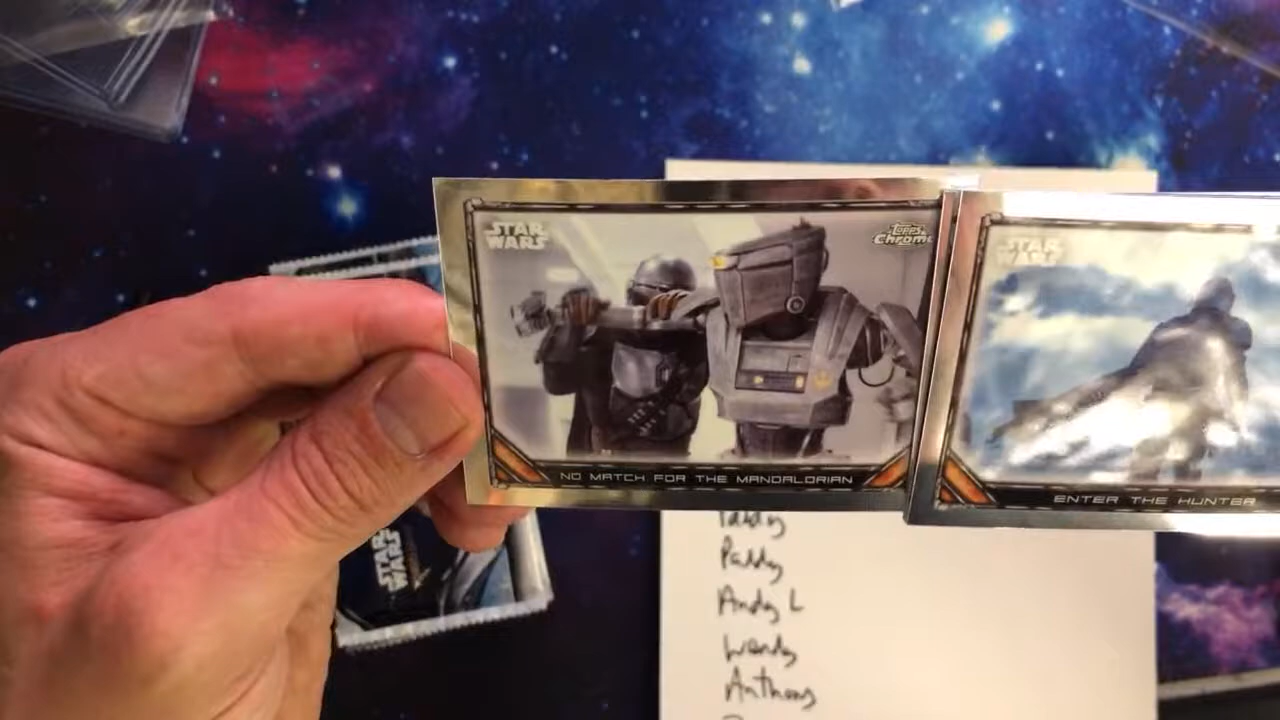 STAR WARS
Topps Chrome
NO MATCH FOR THE MANDALORIAN
STAR WARS
ENTER THE HUNTER
STAR WARS
Paddy
Paddy
Andy L
Wendy
Anthony